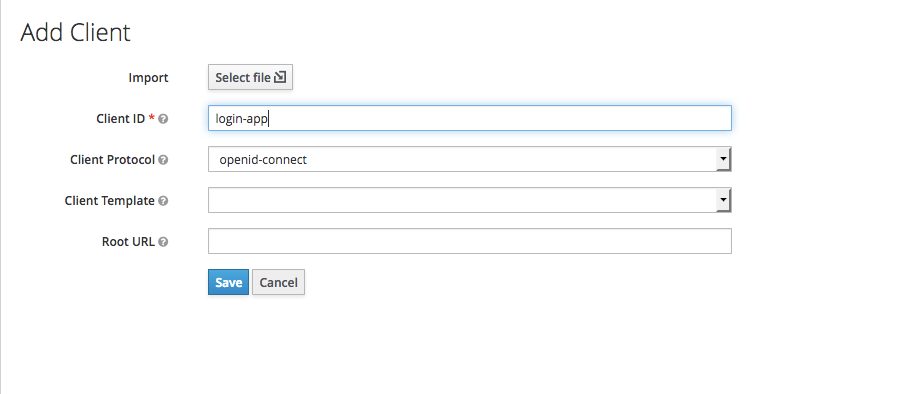 Add Client
Import Select file
Client ID * login-app
Client Protocol openid-connect
Client Template
Root URL
Save Cancel